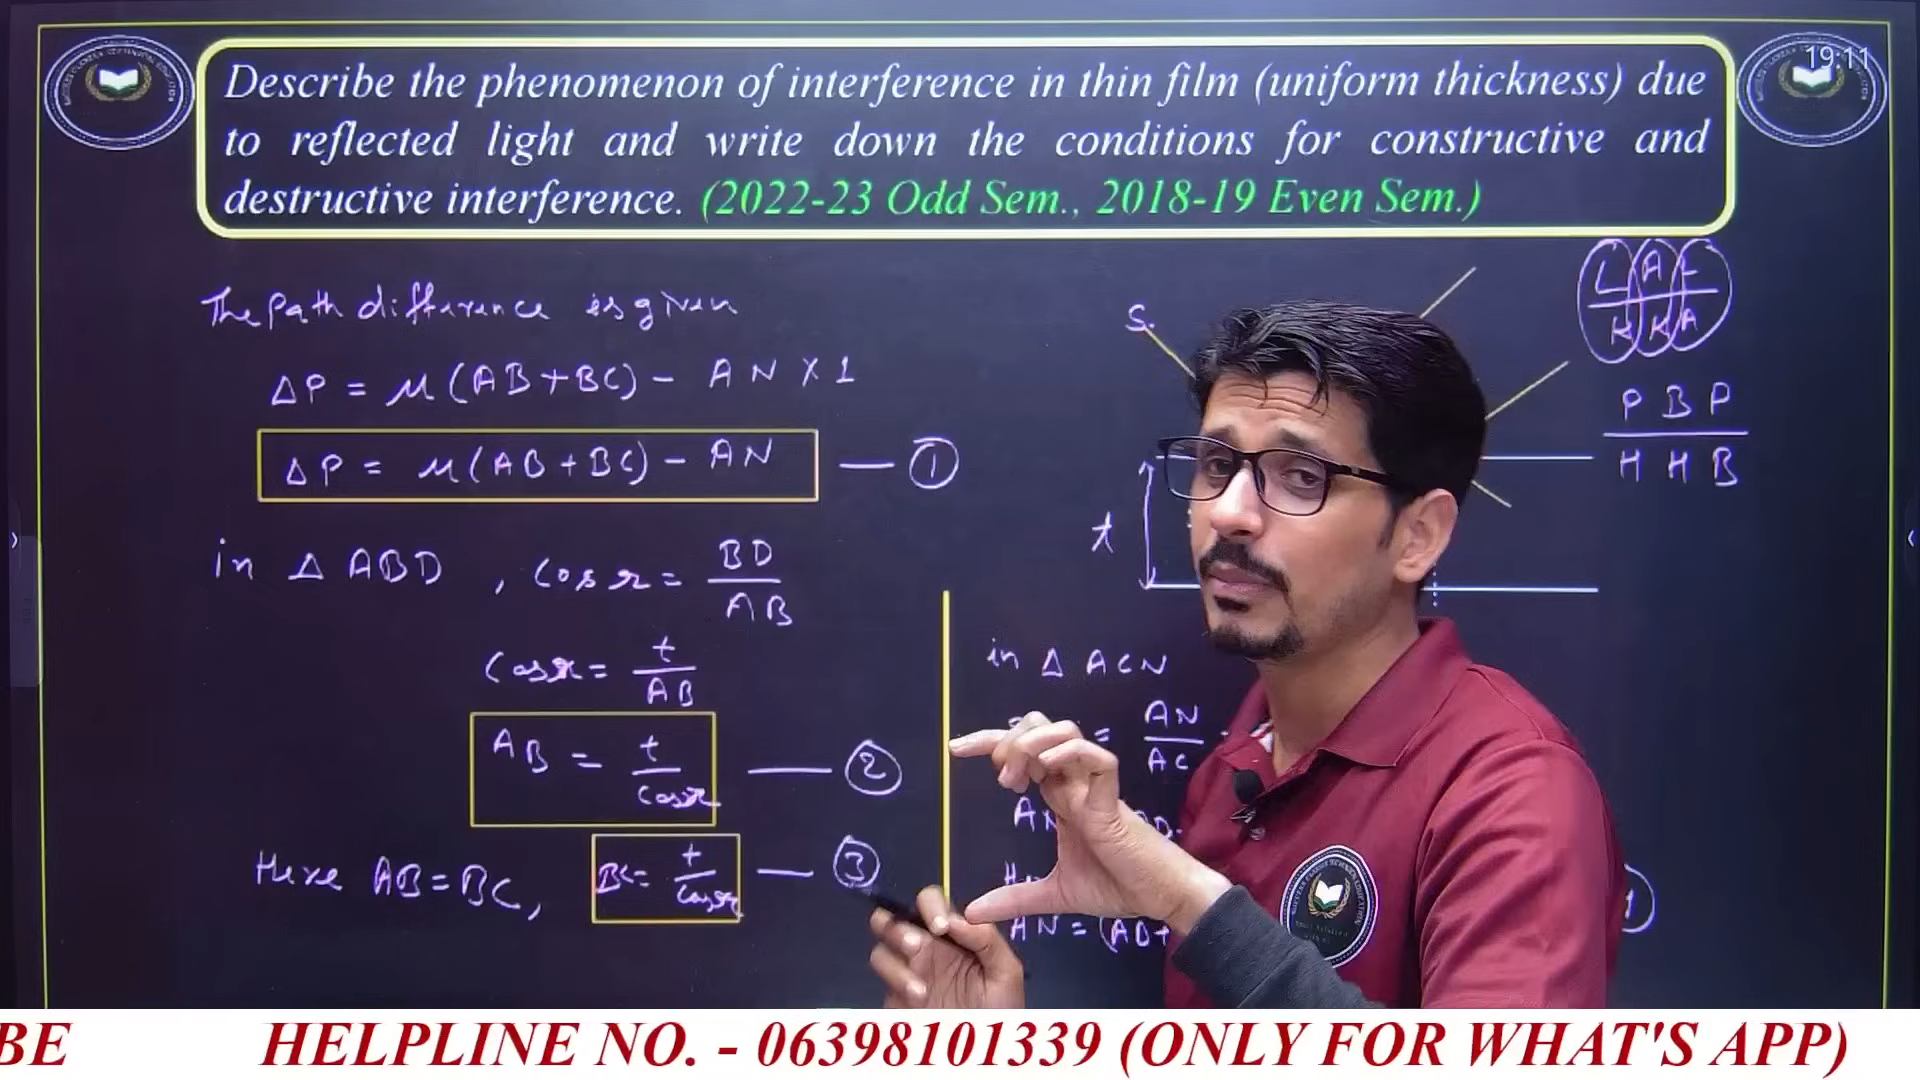 19:11
Describe the phenomenon of interference in thin film (uniform thickness) due
to reflected light and write down the conditions for constructive and
destructive interference. (2022-23 Odd Sem., 2018-19 Even Sem.)
The path difference is given
ΔP = μ(AB+BC) - AN×1
ΔP = μ(AB+BC) - AN — ①
in Δ ABD, Cos r = BD/AB
Cos r = t/AB
AB = t/Cos r — ②
Here AB=BC, BC = t/Cos r — ③
S.
t
L A L
K K A
P B P
H H B
in Δ ACN
= AN/AC
AN = (AD+
BE HELPLINE NO. - 06398101339 (ONLY FOR WHAT'S APP)